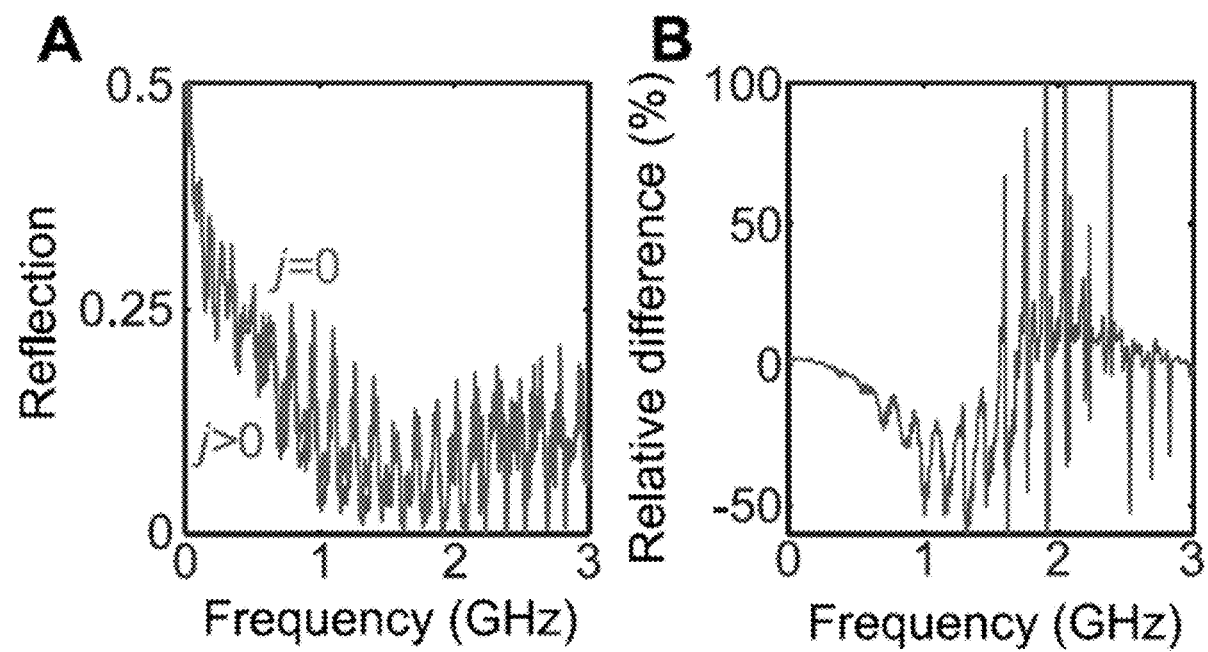 A
0.5
0.25
0
Reflection
j=0
j>0
0 1 2 3
Frequency (GHz)
B
100
50
0
-50
Relative difference (%)
0 1 2 3
Frequency (GHz)